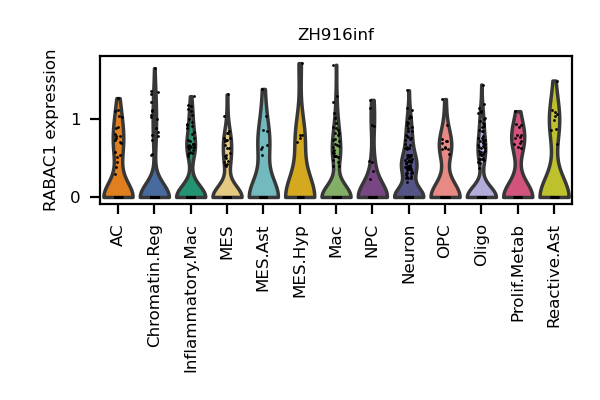 ZH916inf
RABAC1 expression
1
0
AC
Chromatin.Reg
Inflammatory.Mac
MES
MES.Ast
MES.Hyp
Mac
NPC
Neuron
OPC
Oligo
Prolif.Metab
Reactive.Ast